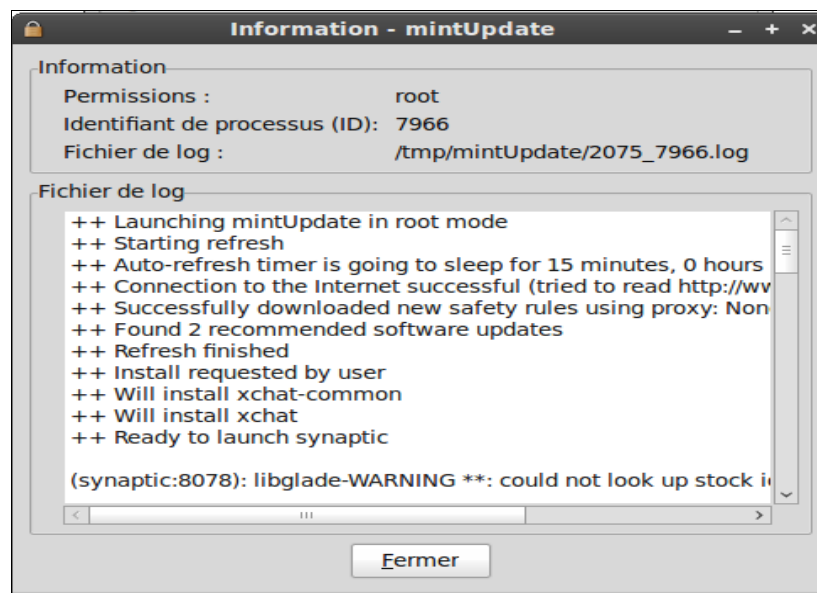 Information - mintUpdate
Information
Permissions : root
Identifiant de processus (ID): 7966
Fichier de log : /tmp/mintUpdate/2075_7966.log
Fichier de log
++ Launching mintUpdate in root mode
++ Starting refresh
++ Auto-refresh timer is going to sleep for 15 minutes, 0 hours
++ Connection to the Internet successful (tried to read http://
++ Successfully downloaded new safety rules using proxy:
++ Found 2 recommended software updates
++ Refresh finished
++ Install requested by user
++ Will install xchat-common
++ Will install xchat
++ Ready to launch synaptic
(synaptic:8078): libglade-WARNING **: could not look up stock
Fermer